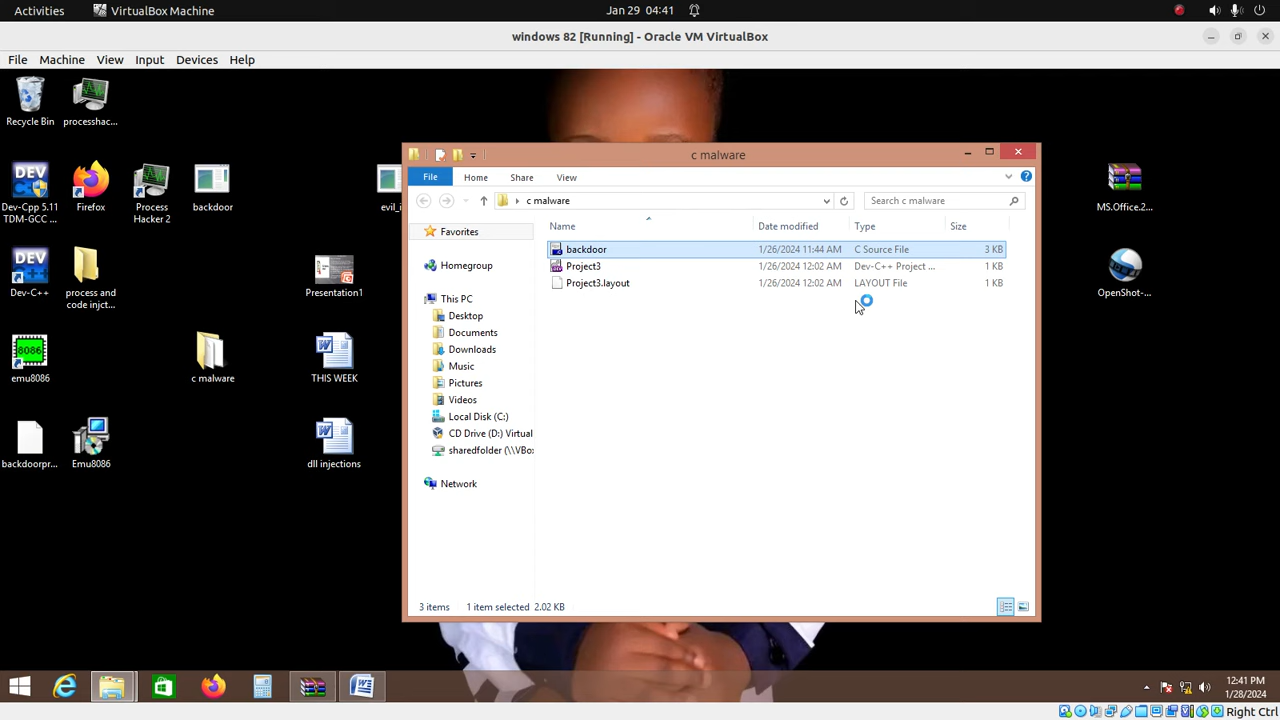 Activities
VirtualBox Machine
Jan 29 04:41
windows 82 [Running] - Oracle VM VirtualBox
File Machine View Input Devices Help
Recycle Bin
processhac...
Dev-Cpp 5.11 TDM-GCC ...
Firefox
Process Hacker 2
backdoor
evil_i
MS.Office.2...
Dev-C++
process and code injct...
Presentation1
OpenShot-...
emu8086
c malware
THIS WEEK
backdoorpr...
Emu8086
dll injections
c malware
File Home Share View
c malware
Search c malware
Name Date modified Type Size
backdoor 1/26/2024 11:44 AM C Source File 3 KB
Project3 1/26/2024 12:02 AM Dev-C++ Project ... 1 KB
Project3.layout 1/26/2024 12:02 AM LAYOUT File 1 KB
Favorites
Homegroup
This PC
Desktop
Documents
Downloads
Music
Pictures
Videos
Local Disk (C:)
CD Drive (D:) Virtual
sharedfolder (\\VBo
Network
3 items 1 item selected 2.02 KB
12:41 PM
1/28/2024
Right Ctrl